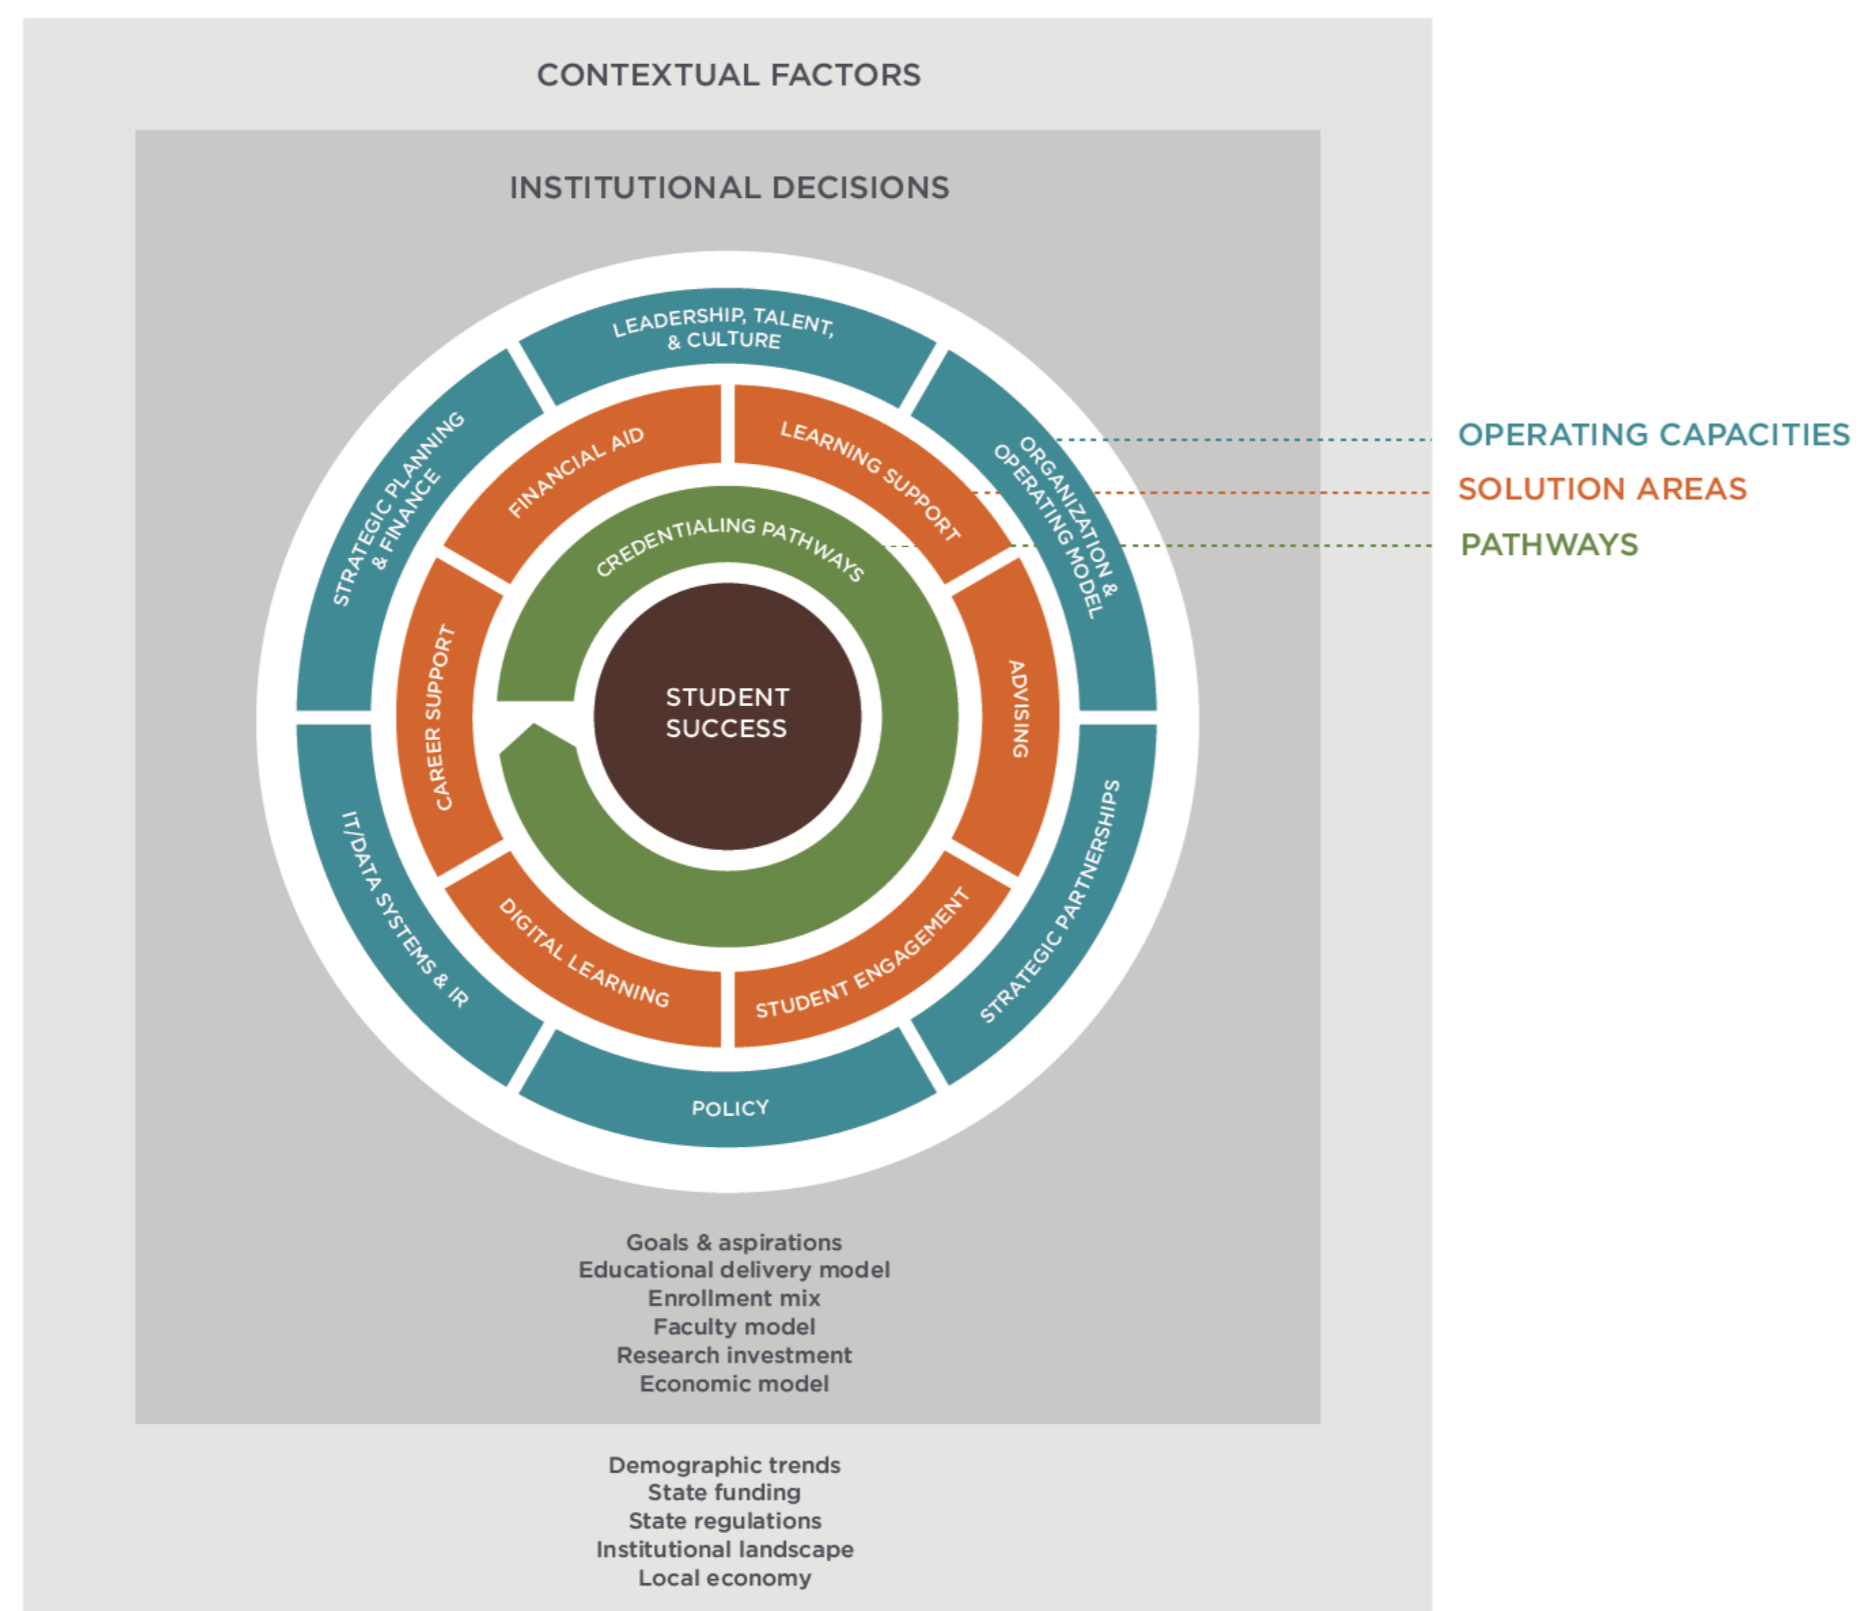 CONTEXTUAL FACTORS
INSTITUTIONAL DECISIONS
LEADERSHIP, TALENT,
& CULTURE
ORGANIZATION &
OPERATING MODEL
STRATEGIC PARTNERSHIPS
POLICY
IT/DATA SYSTEMS & IR
STRATEGIC PLANNING
& FINANCE
FINANCIAL AID
LEARNING SUPPORT
ADVISING
STUDENT ENGAGEMENT
DIGITAL LEARNING
CAREER SUPPORT
CREDENTIALING PATHWAYS
STUDENT
SUCCESS
OPERATING CAPACITIES
SOLUTION AREAS
PATHWAYS
Goals & aspirations
Educational delivery model
Enrollment mix
Faculty model
Research investment
Economic model
Demographic trends
State funding
State regulations
Institutional landscape
Local economy